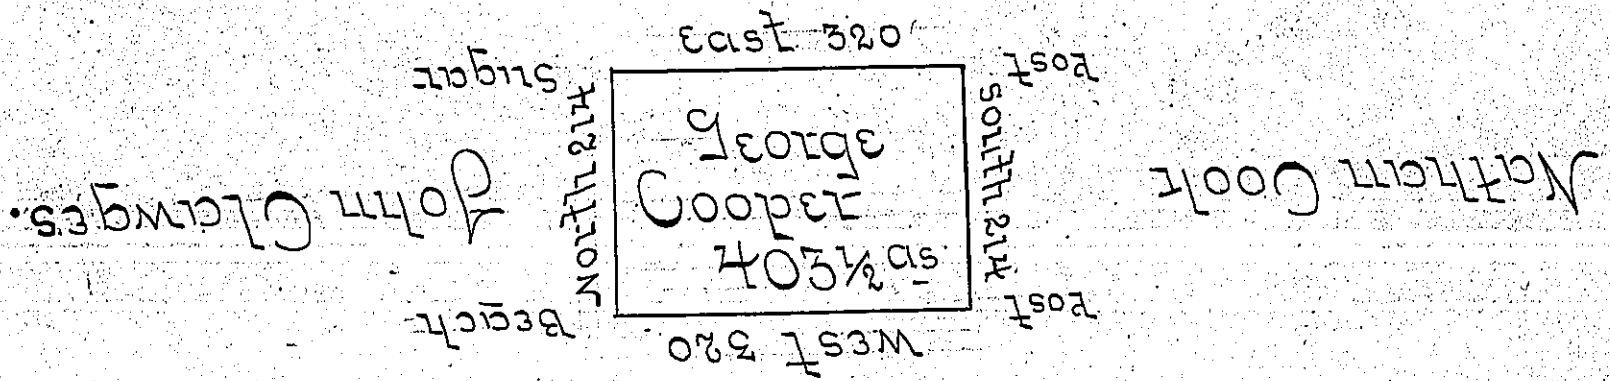 East 320
Sugar
Post
North 214
South 214
George
Cooper
403½ as
John Clawges.
Nathan Cook
Beach
Post
West 320